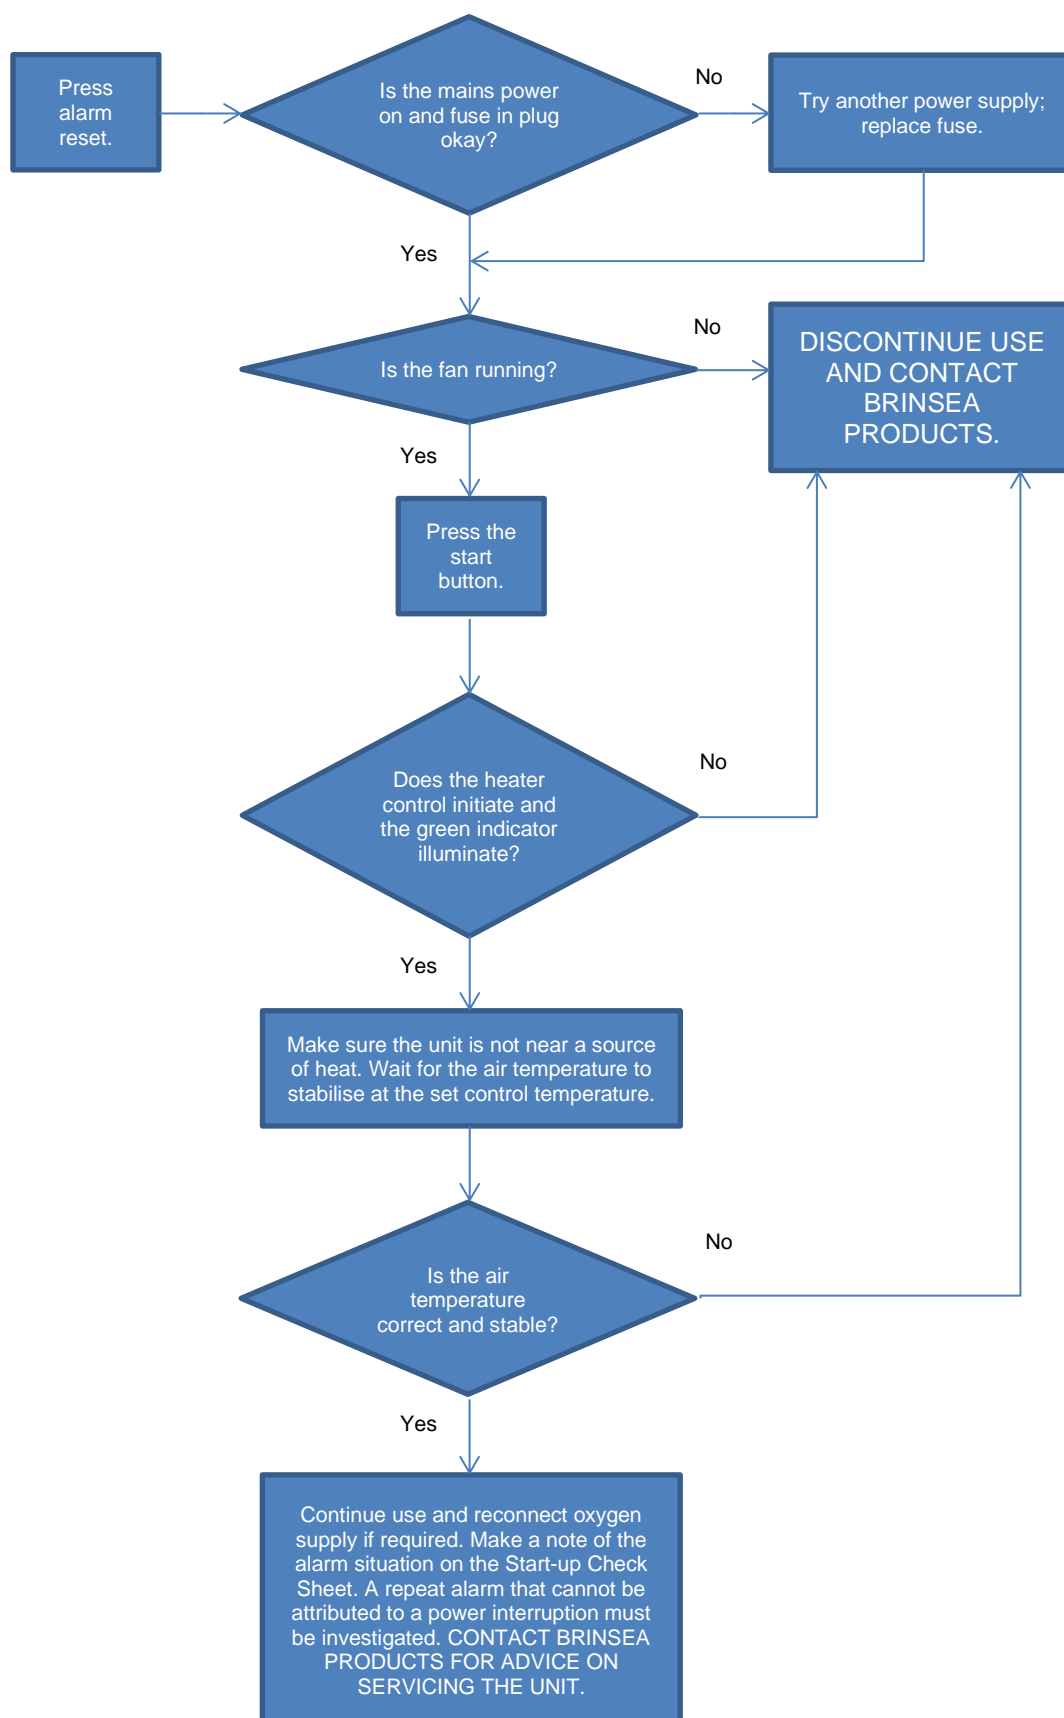 Press
alarm
reset.
Is the mains power
on and fuse in plug
okay?
No
Try another power supply;
replace fuse.
Yes
Is the fan running?
No
DISCONTINUE USE
AND CONTACT
BRINSEA
PRODUCTS.
Yes
Press the
start
button.
Does the heater
control initiate and
the green indicator
illuminate?
No
Yes
Make sure the unit is not near a source
of heat. Wait for the air temperature to
stabilise at the set control temperature.
Is the air
temperature
correct and stable?
No
Yes
Continue use and reconnect oxygen
supply if required. Make a note of the
alarm situation on the Start-up Check
Sheet. A repeat alarm that cannot be
attributed to a power interruption must
be investigated. CONTACT BRINSEA
PRODUCTS FOR ADVICE ON
SERVICING THE UNIT.